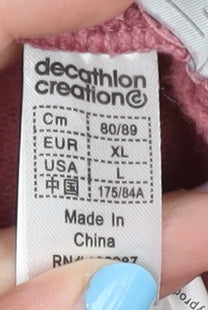 decathlon
creation
Cm 80/89
EUR XL
USA L
中国 175/84A
Made In
China